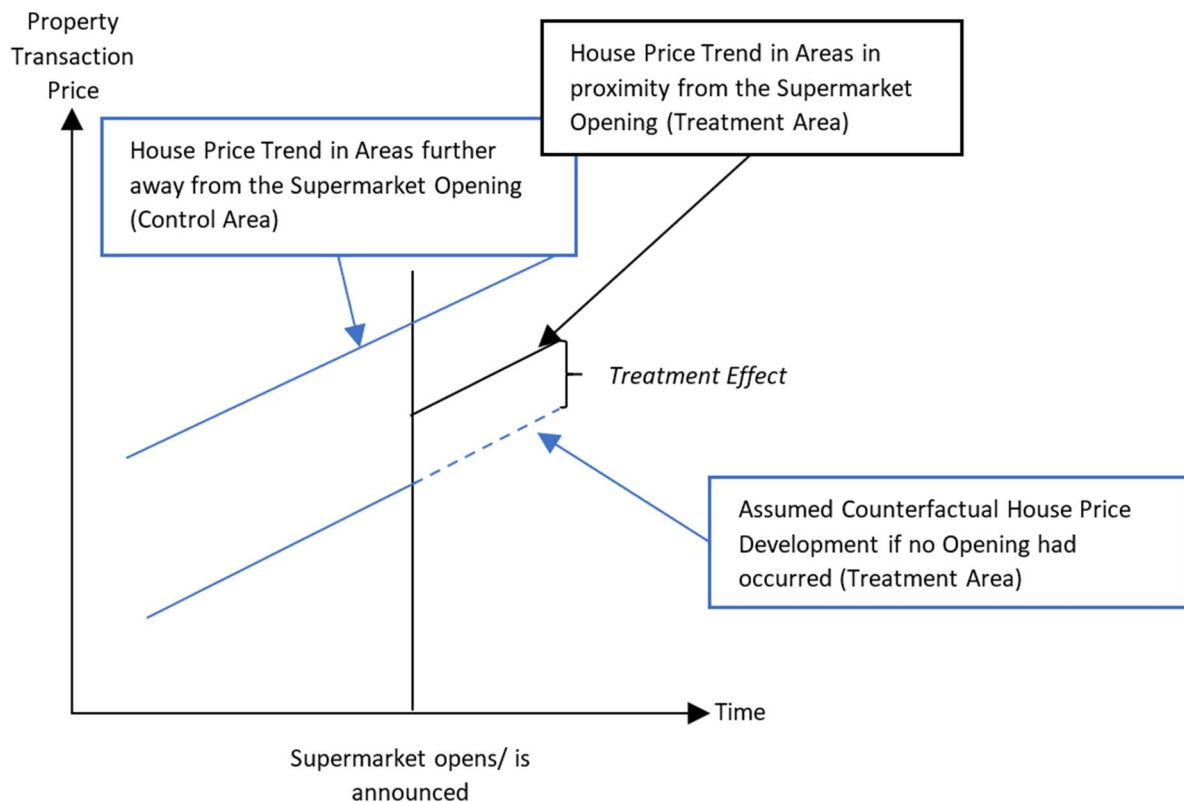 Property
Transaction
Price
House Price Trend in Areas in
proximity from the Supermarket
Opening (Treatment Area)
House Price Trend in Areas further
away from the Supermarket Opening
(Control Area)
Treatment Effect
Assumed Counterfactual House Price
Development if no Opening had
occurred (Treatment Area)
Time
Supermarket opens/ is
announced